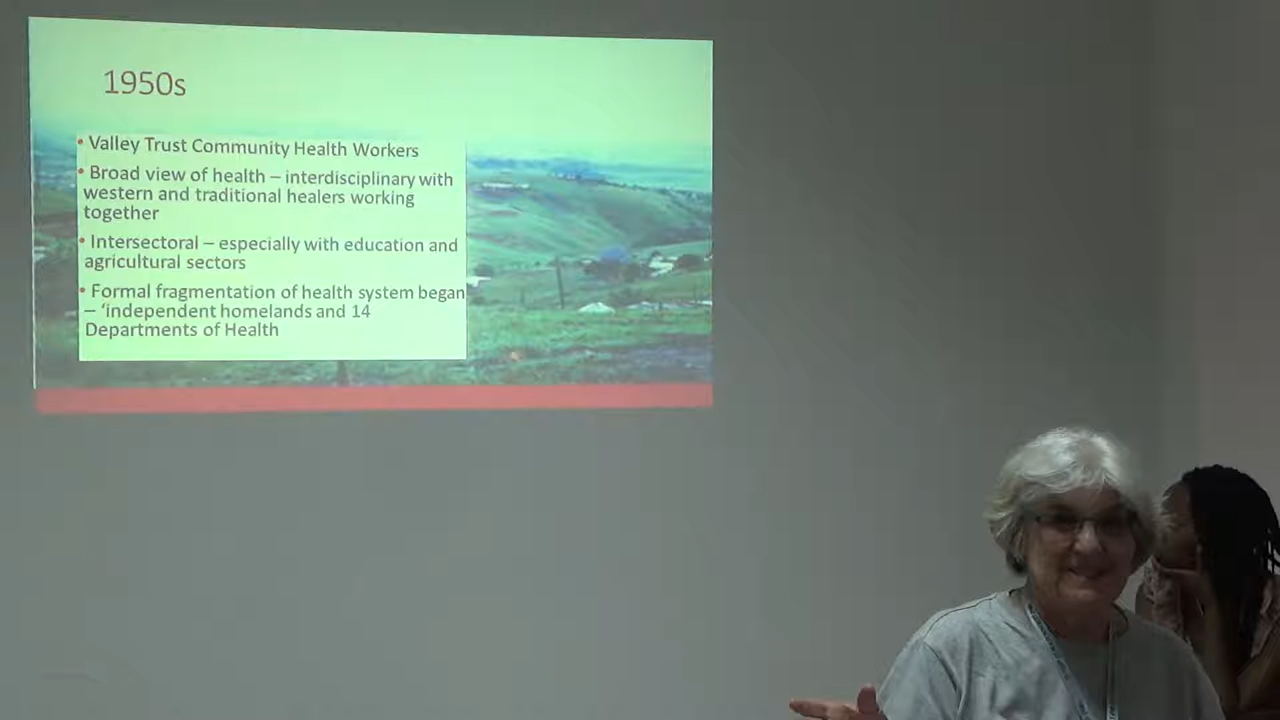 1950s
• Valley Trust Community Health Workers
• Broad view of health – interdisciplinary with
western and traditional healers working
together
• Intersectoral – especially with education and
agricultural sectors
• Formal fragmentation of health system began
– ‘independent homelands and 14
Departments of Health